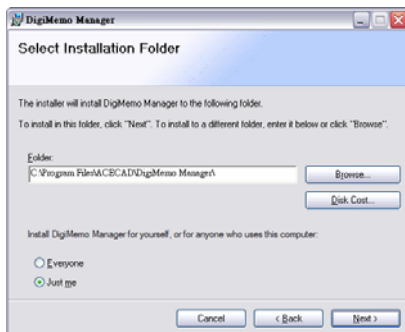 DigiMemo Manager
Select Installation Folder
The installer will install DigiMemo Manager to the following folder.
To install in this folder, click "Next". To install to a different folder, enter it below or click "Browse".
Folder:
C:\Program Files\ACECAD\DigiMemo Manager\
Browse...
Disk Cost...
Install DigiMemo Manager for yourself, or for anyone who uses this computer:
Everyone
Just me
Cancel
< Back
Next >